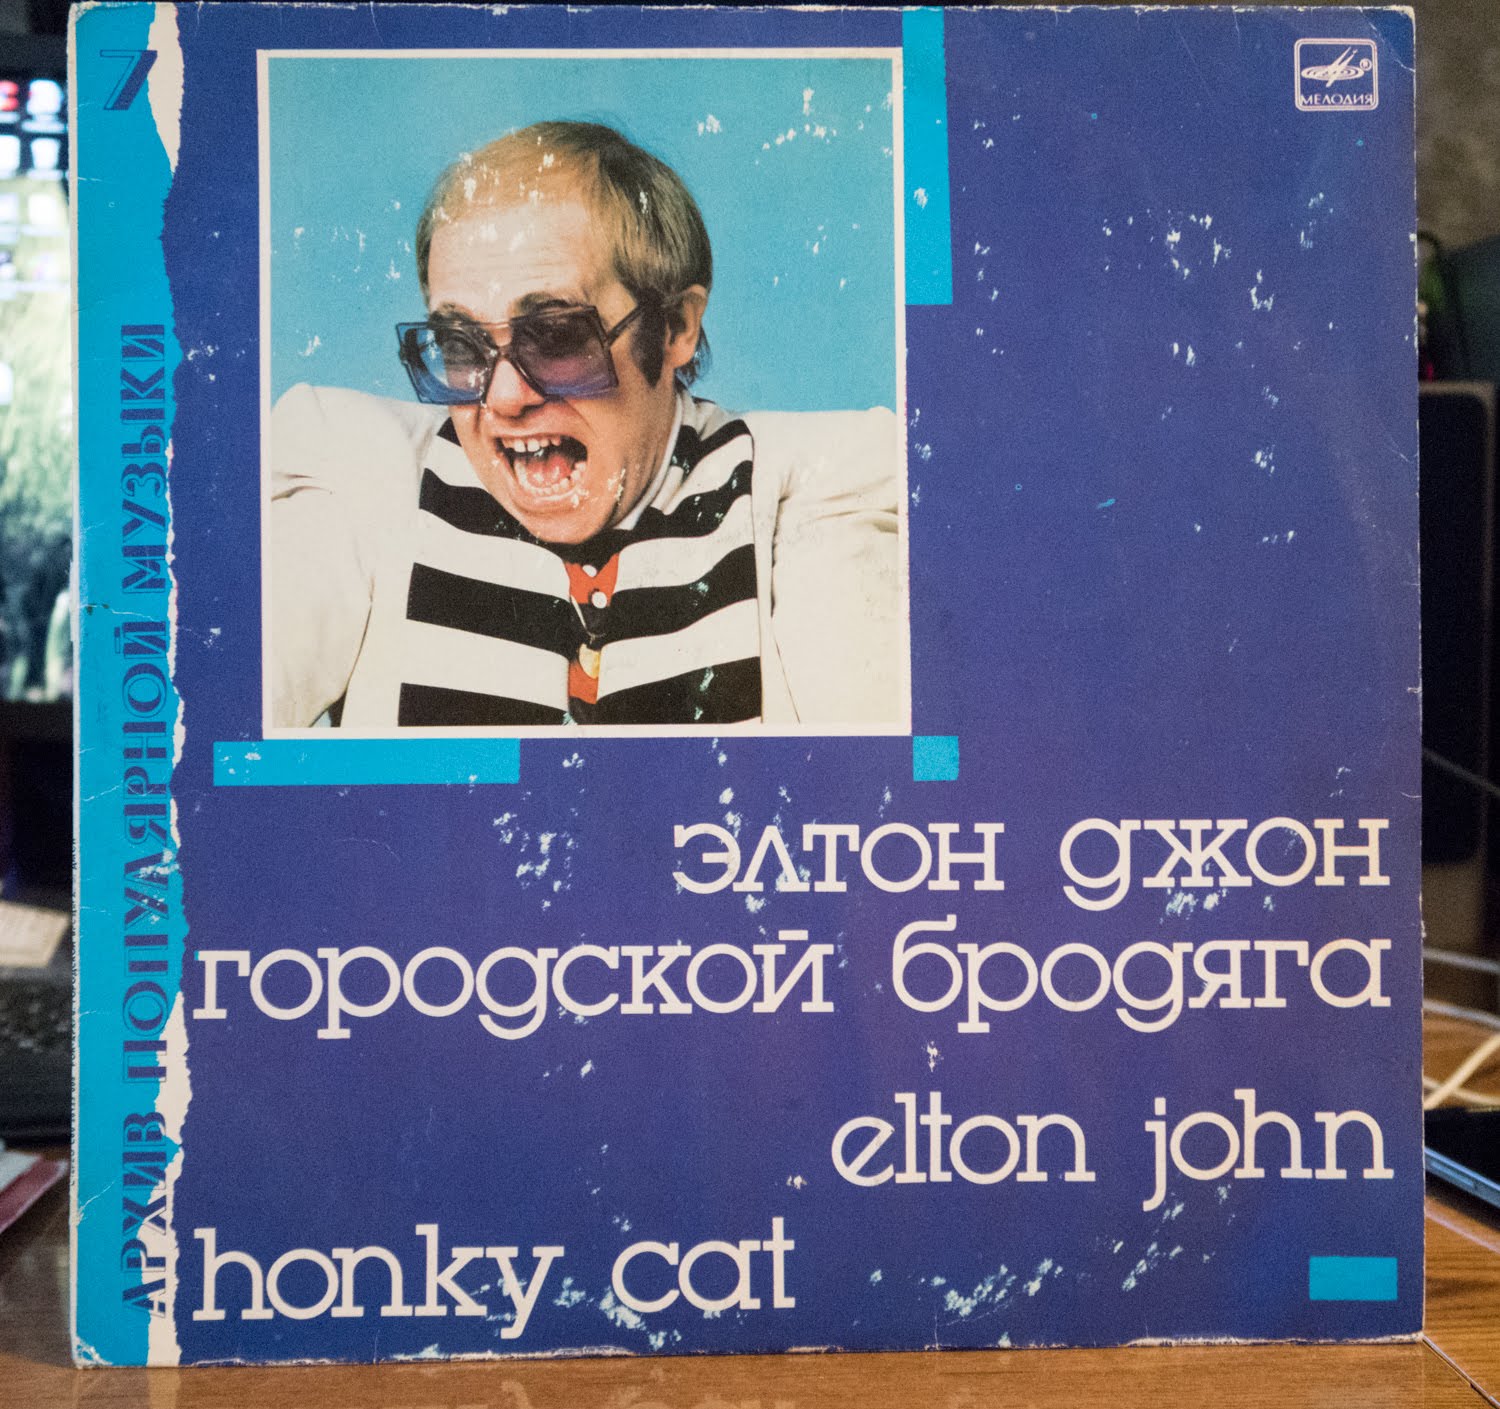 7
АРХИВ ПОПУЛЯРНОЙ МУЗЫКИ
МЕЛОДИЯ
®
элтон джон
городской бродяга
elton john
honky cat